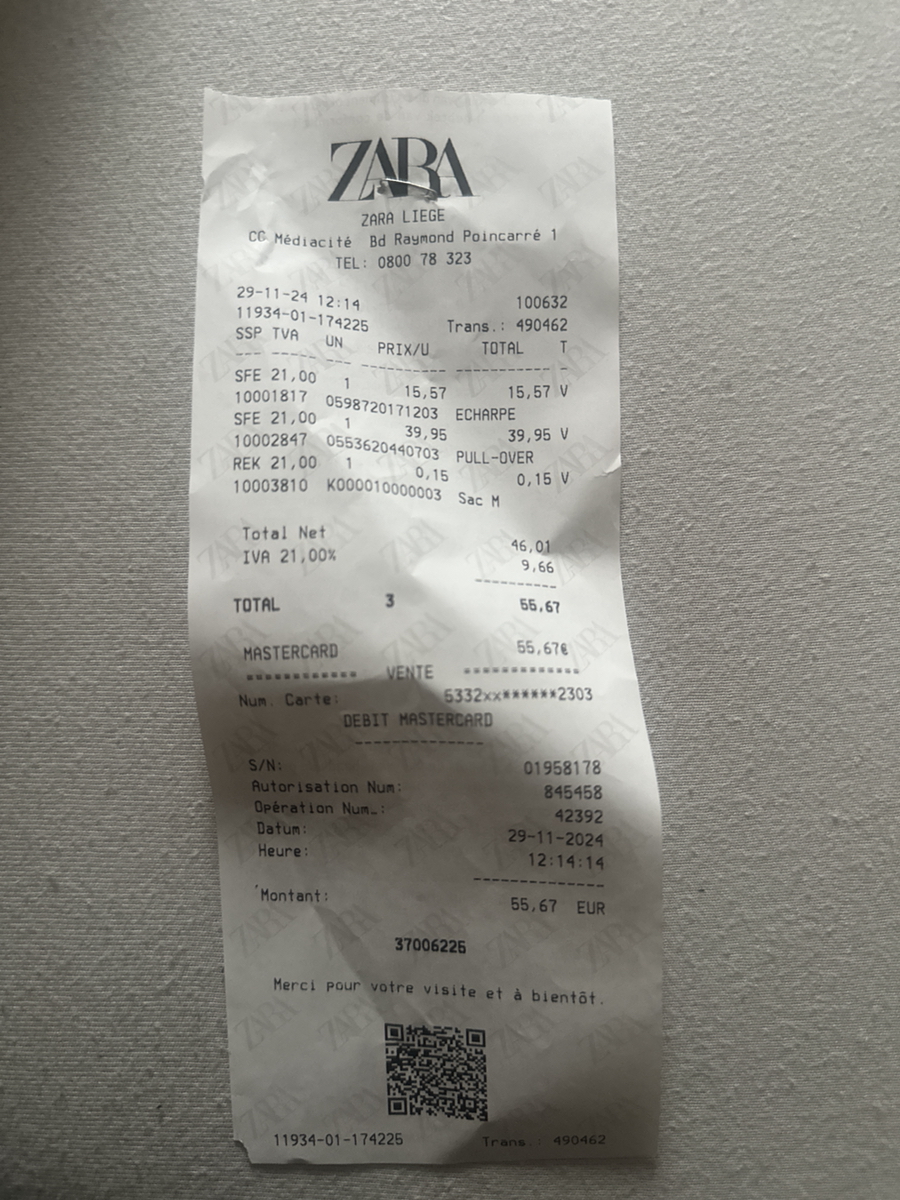 ZARA
ZARA LIEGE
CC Médiacité Bd Raymond Poincarré 1
TEL: 0800 78 323
29-11-24 12:14 100632
11934-01-174225 Trans.: 490462
SSP TVA UN PRIX/U TOTAL T
SFE 21,00 1 15,57 15,57 V
10001817 0598720171203 ECHARPE
SFE 21,00 1 39,95 39,95 V
10002847 0553620440703 PULL-OVER
REK 21,00 1 0,15 0,15 V
10003810 K000010000003 Sac M
Total Net 46,01
IVA 21,00% 9,66
TOTAL 3 55,67
MASTERCARD 55,67€
============ VENTE ============
Num. Carte: 5332xx******2303
DEBIT MASTERCARD
S/N: 01958178
Autorisation Num: 845458
Opération Num.: 42392
Datum: 29-11-2024
Heure: 12:14:14
Montant: 55,67 EUR
37006225
Merci pour votre visite et à bientôt.
11934-01-174225 Trans.: 490462